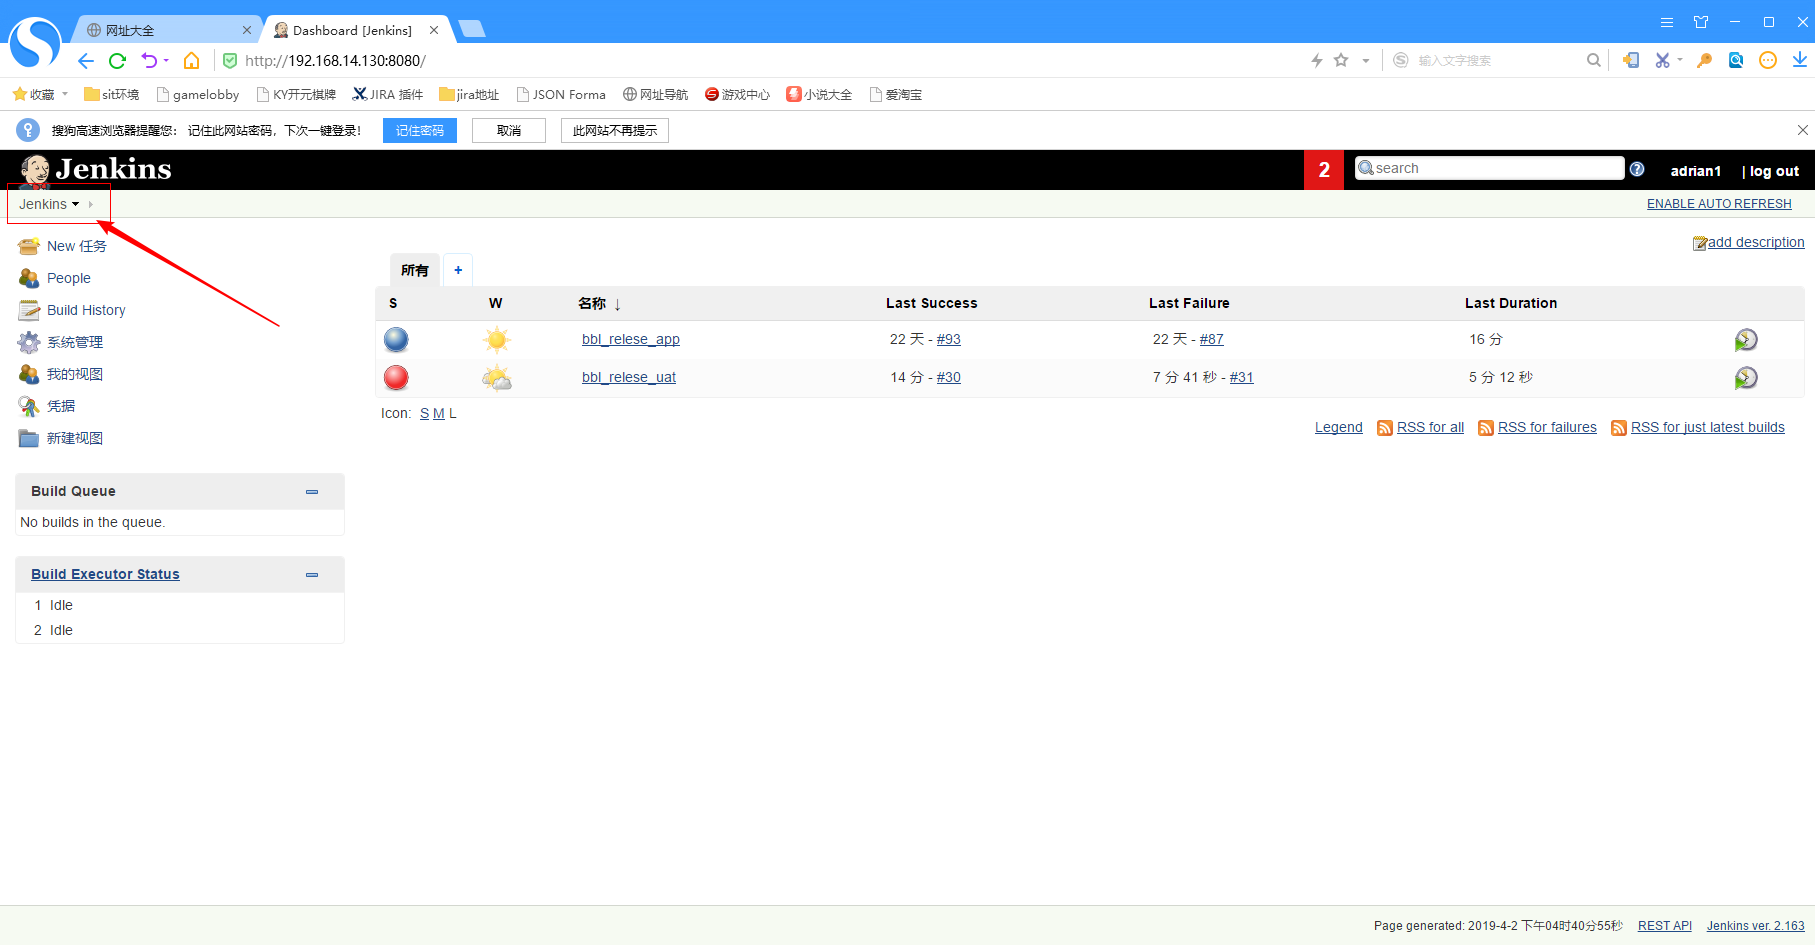 网址大全
Dashboard [Jenkins]
http://192.168.14.130:8080/
输入文字搜索
收藏 sit环境 gamelobby KY开元棋牌 JIRA 插件 jira地址 JSON Forma 网址导航 游戏中心 小说大全 爱淘宝
搜狗高速浏览器提醒您： 记住此网站密码，下次一键登录！ 记住密码 取消 此网站不再提示
Jenkins
2 search adrian1 | log out
Jenkins
ENABLE AUTO REFRESH
New 任务
People
Build History
系统管理
我的视图
凭据
新建视图
Build Queue
No builds in the queue.
Build Executor Status
1 Idle
2 Idle
add description
所有 +
S W 名称 ↓ Last Success Last Failure Last Duration
bbl_relese_app 22 天 - #93 22 天 - #87 16 分
bbl_relese_uat 14 分 - #30 7 分 41 秒 - #31 5 分 12 秒
Icon: S M L
Legend RSS for all RSS for failures RSS for just latest builds
Page generated: 2019-4-2 下午04时40分55秒 REST API Jenkins ver. 2.163